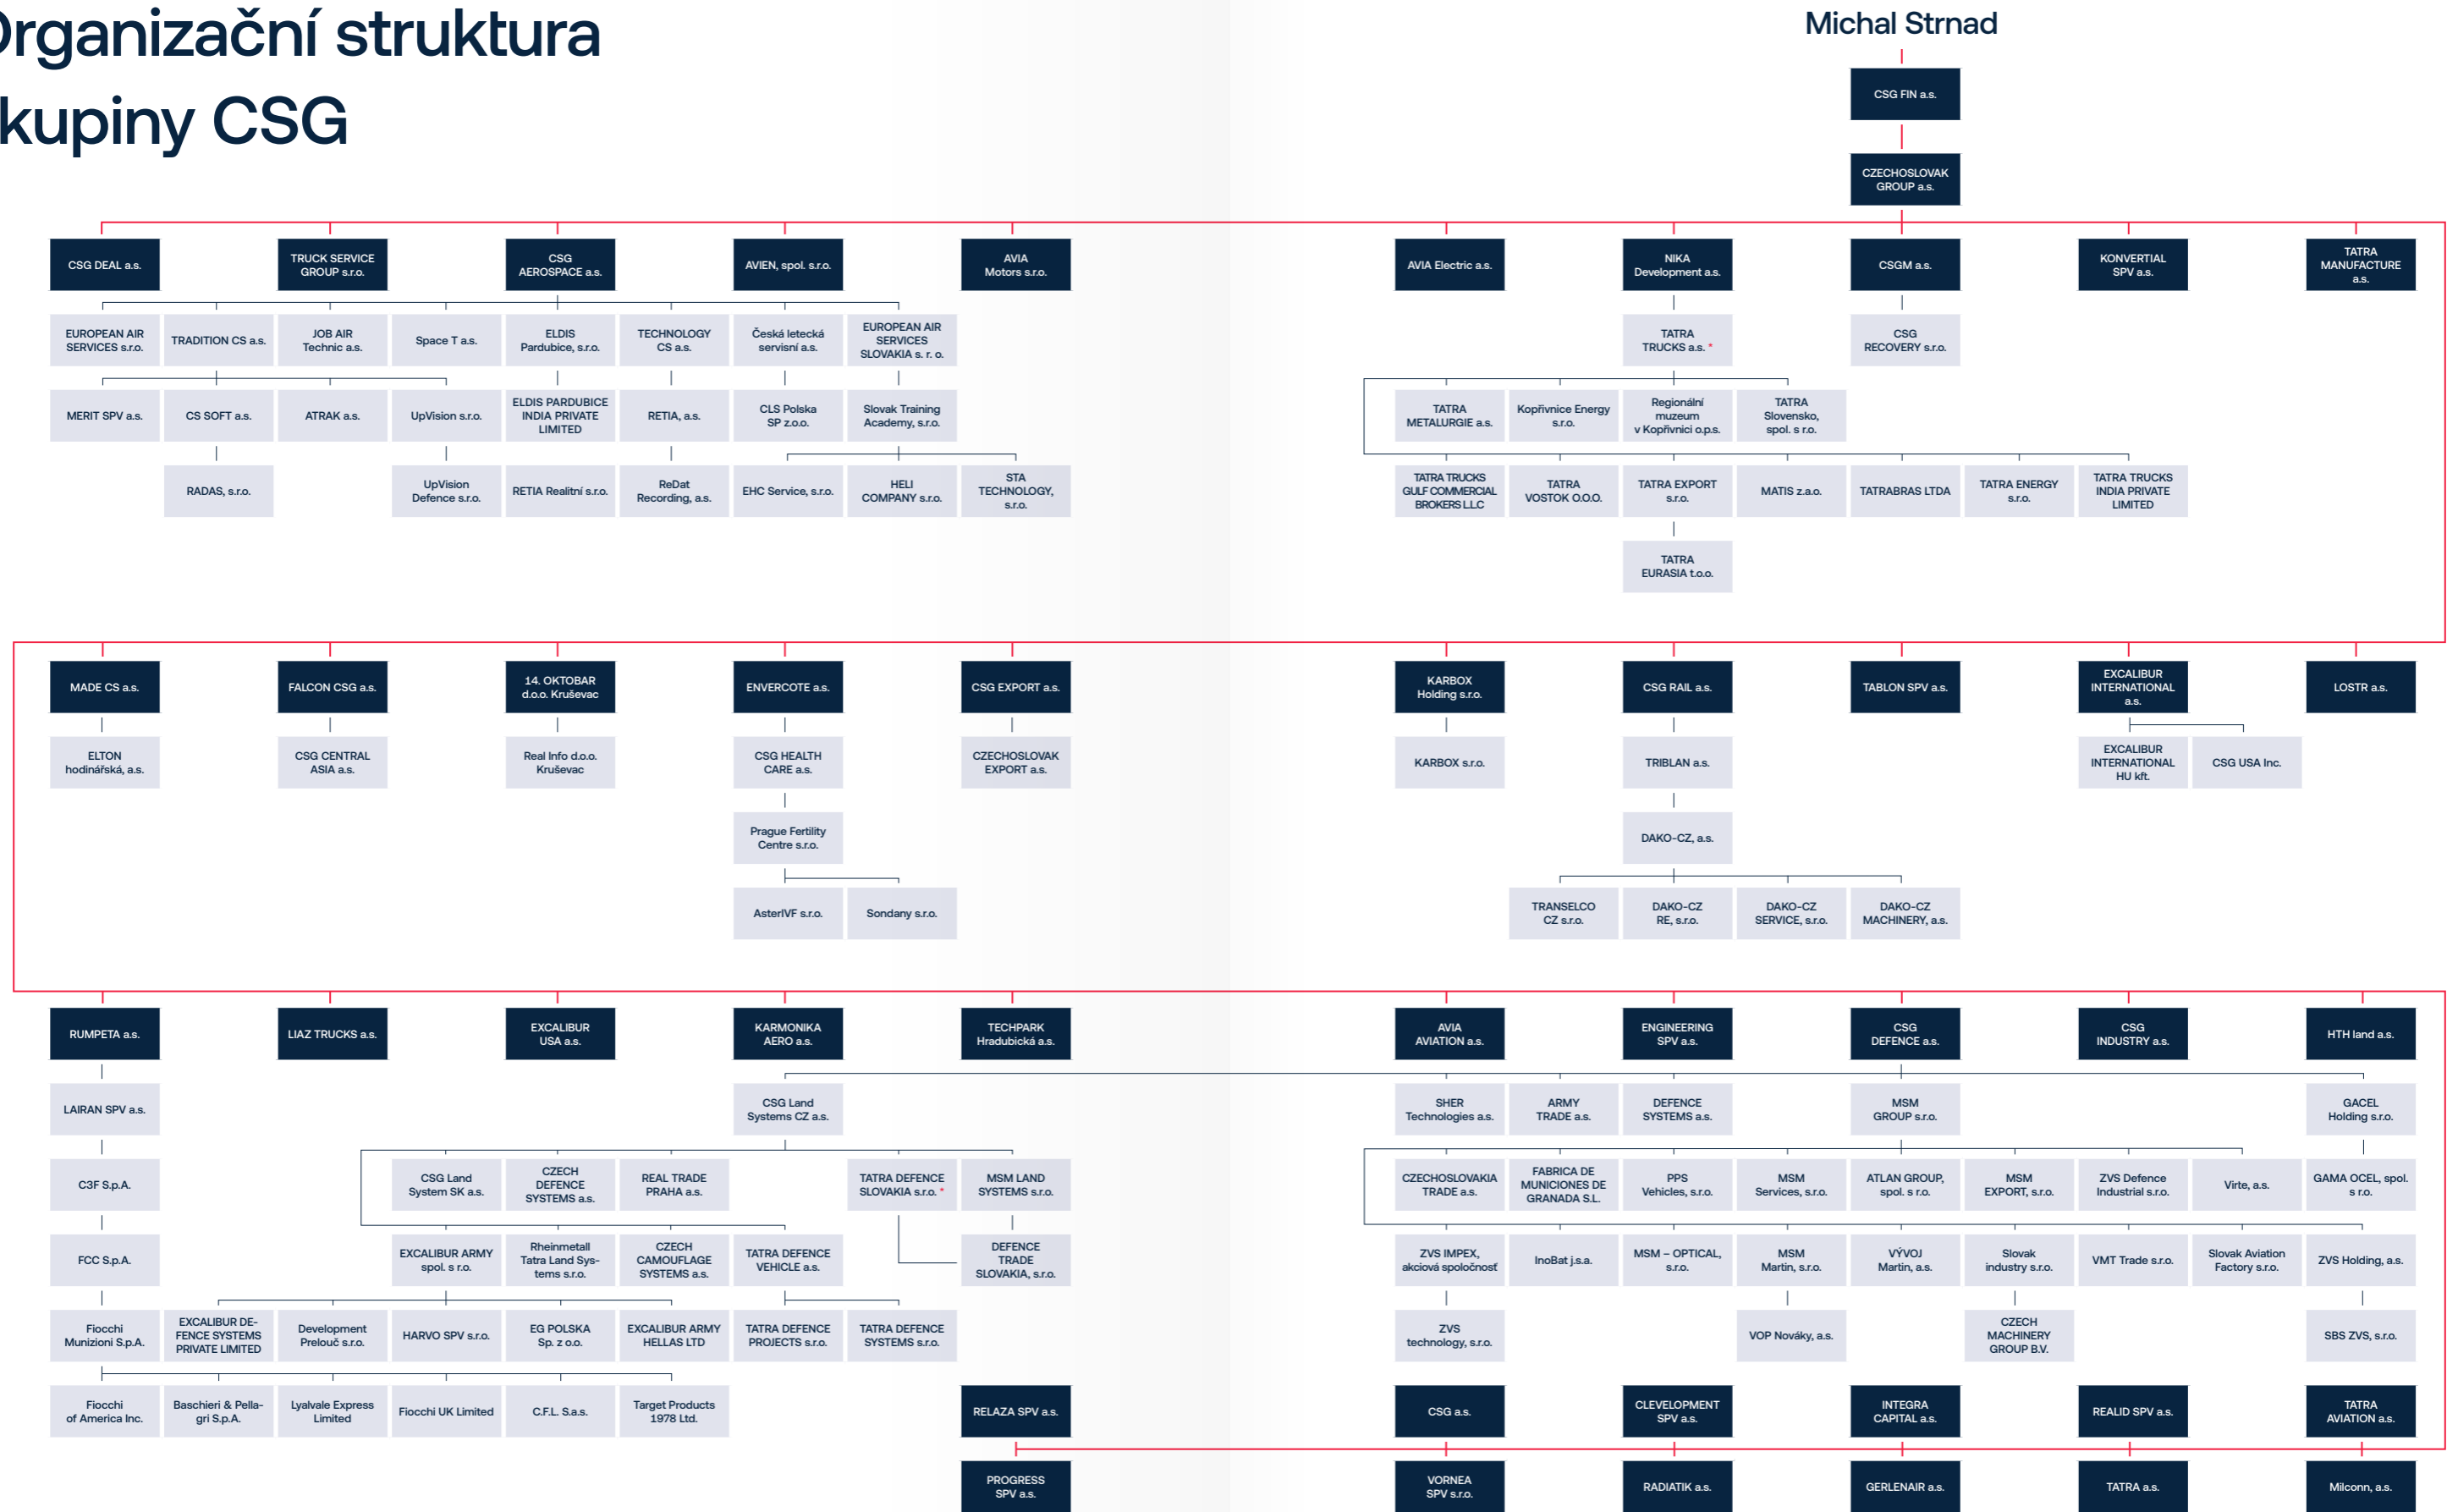 Organizační struktura
kupiny CSG
Michal Strnad
CSG FIN a.s.
CZECHOSLOVAK
GROUP a.s.
CSG DEAL a.s.
TRUCK SERVICE
GROUP s.r.o.
CSG
AEROSPACE a.s.
AVIEN, spol. s.r.o.
AVIA
Motors s.r.o.
AVIA Electric a.s.
NIKA
Development a.s.
CSGM a.s.
KONVERTIAL
SPV a.s.
TATRA
MANUFACTURE
a.s.
EUROPEAN AIR
SERVICES s.r.o.
TRADITION CS a.s.
JOB AIR
Technic a.s.
Space T a.s.
ELDIS
Pardubice, s.r.o.
TECHNOLOGY
CS a.s.
Česká letecká
servisní a.s.
EUROPEAN AIR
SERVICES
SLOVAKIA s. r. o.
TATRA
TRUCKS a.s. *
CSG
RECOVERY s.r.o.
MERIT SPV a.s.
CS SOFT a.s.
ATRAK a.s.
UpVision s.r.o.
ELDIS PARDUBICE
INDIA PRIVATE
LIMITED
RETIA, a.s.
CLS Polska
SP z.o.o.
Slovak Training
Academy, s.r.o.
TATRA
METALURGIE a.s.
Kopřivnice Energy
s.r.o.
Regionální
muzeum
v Kopřivnici o.p.s.
TATRA
Slovensko,
spol. s r.o.
RADAS, s.r.o.
UpVision
Defence s.r.o.
RETIA Realitní s.r.o.
ReDat
Recording, a.s.
EHC Service, s.r.o.
HELI
COMPANY s.r.o.
STA
TECHNOLOGY,
s.r.o.
TATRA TRUCKS
GULF COMMERCIAL
BROKERS L.L.C
TATRA
VOSTOK O.O.O.
TATRA EXPORT
s.r.o.
MATIS z.a.o.
TATRABRAS LTDA
TATRA ENERGY
s.r.o.
TATRA TRUCKS
INDIA PRIVATE
LIMITED
TATRA
EURASIA t.o.o.
MADE CS a.s.
FALCON CSG a.s.
14. OKTOBAR
d.o.o. Kruševac
ENVERCOTE a.s.
CSG EXPORT a.s.
KARBOX
Holding s.r.o.
CSG RAIL a.s.
TABLON SPV a.s.
EXCALIBUR
INTERNATIONAL
a.s.
LOSTR a.s.
ELTON
hodinářská, a.s.
CSG CENTRAL
ASIA a.s.
Real Info d.o.o.
Kruševac
CSG HEALTH
CARE a.s.
CZECHOSLOVAK
EXPORT a.s.
KARBOX s.r.o.
TRIBLAN a.s.
EXCALIBUR
INTERNATIONAL
HU kft.
CSG USA Inc.
Prague Fertility
Centre s.r.o.
DAKO-CZ, a.s.
AsterIVF s.r.o.
Sondany s.r.o.
TRANSELCO
CZ s.r.o.
DAKO-CZ
RE, s.r.o.
DAKO-CZ
SERVICE, s.r.o.
DAKO-CZ
MACHINERY, a.s.
RUMPETA a.s.
LIAZ TRUCKS a.s.
EXCALIBUR
USA a.s.
KARMONIKA
AERO a.s.
TECHPARK
Hradubická a.s.
AVIA
AVIATION a.s.
ENGINEERING
SPV a.s.
CSG
DEFENCE a.s.
CSG
INDUSTRY a.s.
HTH land a.s.
LAIRAN SPV a.s.
CSG Land
Systems CZ a.s.
SHER
Technologies a.s.
ARMY
TRADE a.s.
DEFENCE
SYSTEMS a.s.
MSM
GROUP s.r.o.
GACEL
Holding s.r.o.
C3F S.p.A.
CSG Land
System SK a.s.
CZECH
DEFENCE
SYSTEMS a.s.
REAL TRADE
PRAHA a.s.
TATRA DEFENCE
SLOVAKIA s.r.o. *
MSM LAND
SYSTEMS s.r.o.
CZECHOSLOVAKIA
TRADE a.s.
FABRICA DE
MUNICIONES DE
GRANADA S.L.
PPS
Vehicles, s.r.o.
MSM
Services, s.r.o.
ATLAN GROUP,
spol. s r.o.
MSM
EXPORT, s.r.o.
ZVS Defence
Industrial s.r.o.
Virte, a.s.
GAMA OCEL, spol.
s r.o.
FCC S.p.A.
EXCALIBUR ARMY
spol. s r.o.
Rheinmetall
Tatra Land Sys-
tems s.r.o.
CZECH
CAMOUFLAGE
SYSTEMS a.s.
TATRA DEFENCE
VEHICLE a.s.
DEFENCE
TRADE
SLOVAKIA, s.r.o.
ZVS IMPEX,
akciová spoločnosť
InoBat j.s.a.
MSM – OPTICAL,
s.r.o.
MSM
Martin, s.r.o.
VÝVOJ
Martin, a.s.
Slovak
industry s.r.o.
VMT Trade s.r.o.
Slovak Aviation
Factory s.r.o.
ZVS Holding, a.s.
Fiocchi
Munizioni S.p.A.
EXCALIBUR DE-
FENCE SYSTEMS
PRIVATE LIMITED
Development
Prelouč s.r.o.
HARVO SPV s.r.o.
EG POLSKA
Sp. z o.o.
EXCALIBUR ARMY
HELLAS LTD
TATRA DEFENCE
PROJECTS s.r.o.
TATRA DEFENCE
SYSTEMS s.r.o.
ZVS
technology, s.r.o.
VOP Nováky, a.s.
CZECH
MACHINERY
GROUP B.V.
SBS ZVS, s.r.o.
Fiocchi
of America Inc.
Baschieri & Pella-
gri S.p.A.
Lyalvale Express
Limited
Fiocchi UK Limited
C.F.L. S.a.s.
Target Products
1978 Ltd.
RELAZA SPV a.s.
CSG a.s.
CLEVELOPMENT
SPV a.s.
INTEGRA
CAPITAL a.s.
REALID SPV a.s.
TATRA
AVIATION a.s.
PROGRESS
SPV a.s.
VORNEA
SPV s.r.o.
RADIATIK a.s.
GERLENAIR a.s.
TATRA a.s.
Milconn, a.s.